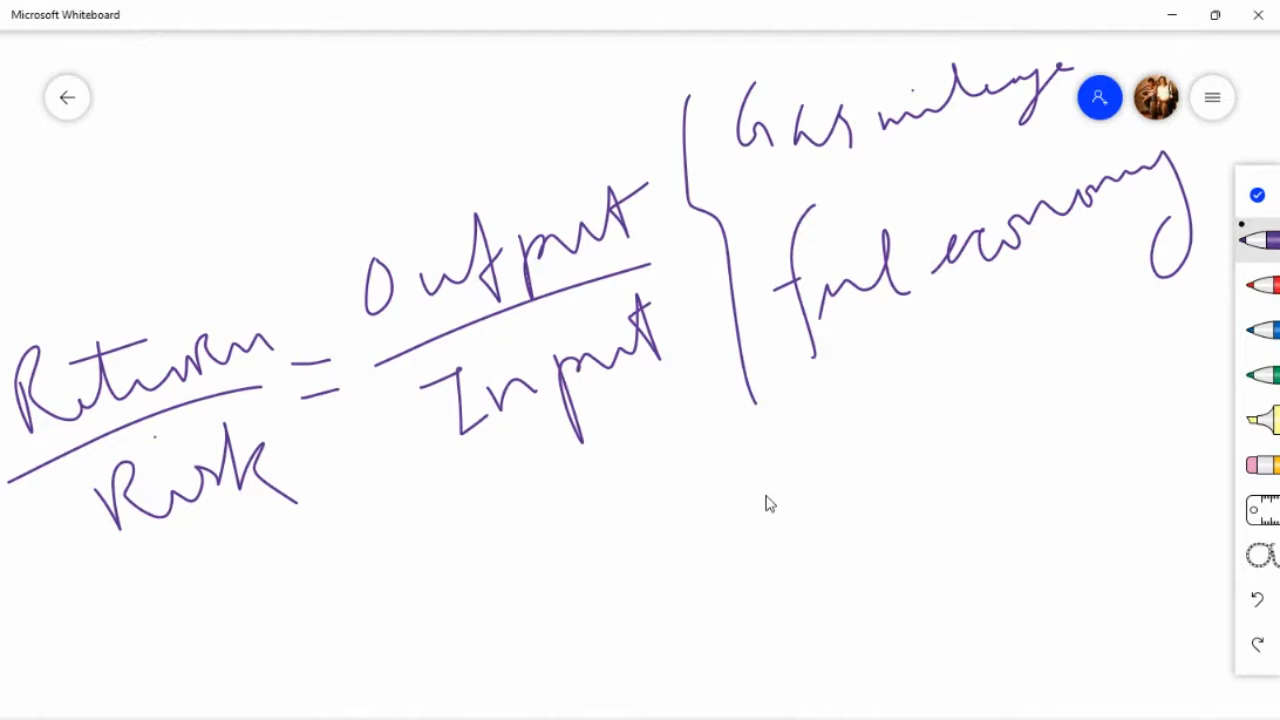 Microsoft Whiteboard
Gas mileage
fuel economy
Return
Risk
=
Output
Input